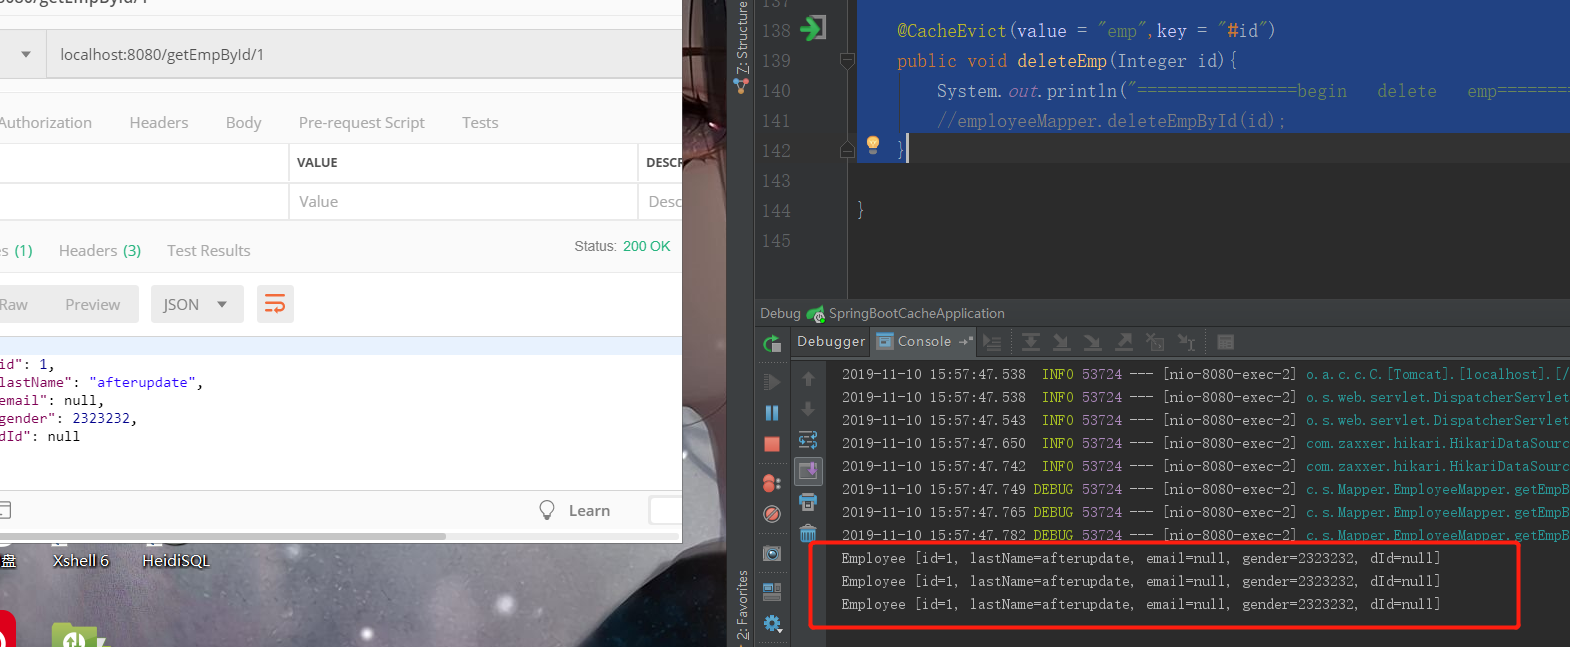 localhost:8080/getEmpById/1
Authorization Headers Body Pre-request Script Tests
VALUE DESCR
Value Desc
(1) Headers (3) Test Results Status: 200 OK
Raw Preview JSON
id": 1,
lastName": "afterupdate",
email": null,
gender": 2323232,
dId": null
Learn
盘 Xshell 6 HeidiSQL
7: Structure
2: Favorites
137
138 @CacheEvict(value = "emp",key = "#id")
139 public void deleteEmp(Integer id){
140 System.out.println("================begin delete emp========
141 //employeeMapper.deleteEmpById(id);
142 }
143
144 }
145
Debug SpringBootCacheApplication
Debugger Console
2019-11-10 15:57:47.538 INFO 53724 --- [nio-8080-exec-2] o.a.c.c.C.[Tomcat].[localhost].[/
2019-11-10 15:57:47.538 INFO 53724 --- [nio-8080-exec-2] o.s.web.servlet.DispatcherServlet
2019-11-10 15:57:47.543 INFO 53724 --- [nio-8080-exec-2] o.s.web.servlet.DispatcherServlet
2019-11-10 15:57:47.650 INFO 53724 --- [nio-8080-exec-2] com.zaxxer.hikari.HikariDataSourc
2019-11-10 15:57:47.742 INFO 53724 --- [nio-8080-exec-2] com.zaxxer.hikari.HikariDataSourc
2019-11-10 15:57:47.749 DEBUG 53724 --- [nio-8080-exec-2] c.s.Mapper.EmployeeMapper.getEmpB
2019-11-10 15:57:47.765 DEBUG 53724 --- [nio-8080-exec-2] c.s.Mapper.EmployeeMapper.getEmpB
2019-11-10 15:57:47.782 DEBUG 53724 --- [nio-8080-exec-2] c.s.Mapper.EmployeeMapper.getEmpB
Employee [id=1, lastName=afterupdate, email=null, gender=2323232, dId=null]
Employee [id=1, lastName=afterupdate, email=null, gender=2323232, dId=null]
Employee [id=1, lastName=afterupdate, email=null, gender=2323232, dId=null]